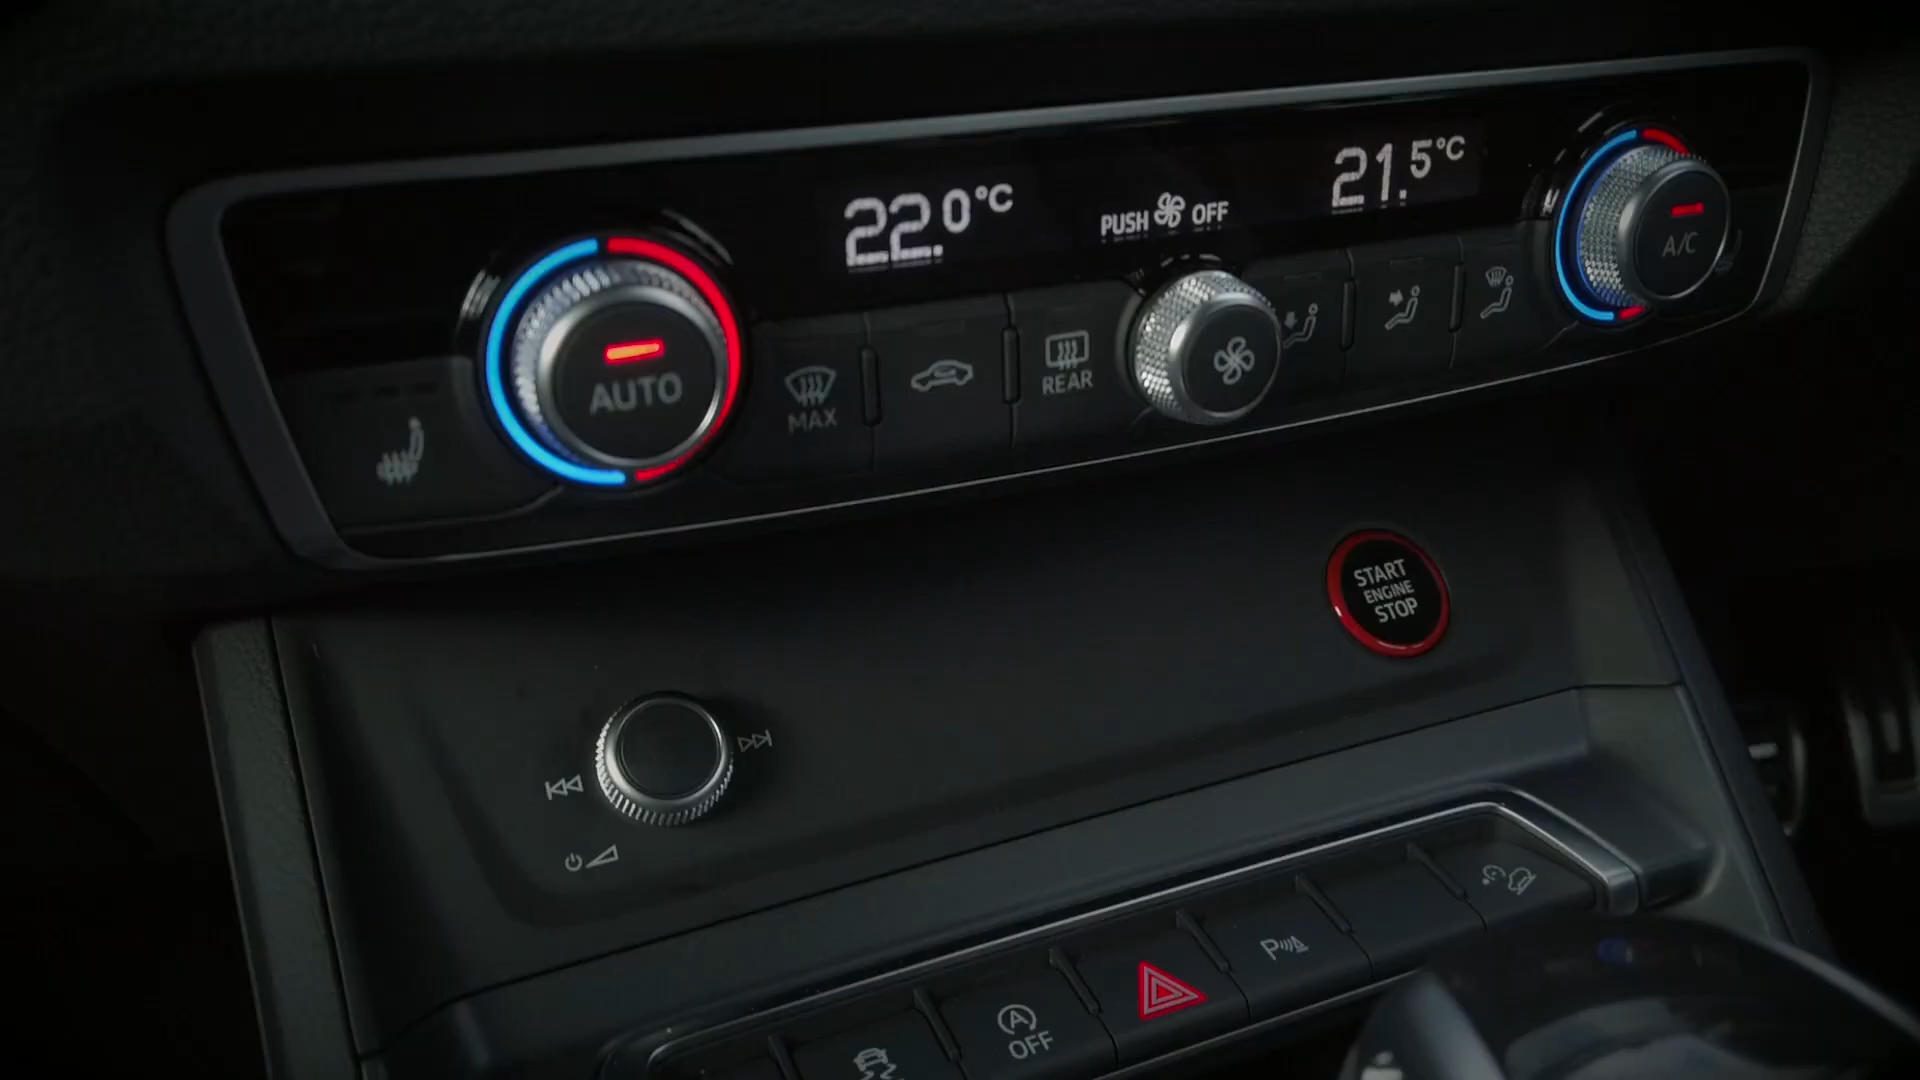 22.0°C
PUSH OFF
21.5°C
AUTO
MAX
REAR
A/C
START
ENGINE
STOP
A
OFF
P